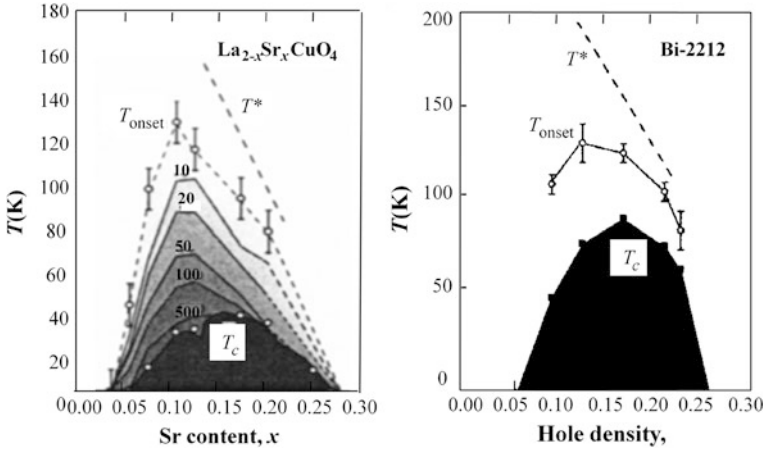 180
160
140
120
100
80
60
40
20
0
0.00 0.05 0.10 0.15 0.20 0.25 0.30
T(K)
Sr content, x
La2-xSrxCuO4
T*
Tonset
10
20
50
100
500
Tc
200
150
100
50
0
0.00 0.05 0.10 0.15 0.20 0.25 0.30
T(K)
Hole density,
Bi-2212
T*
Tonset
Tc